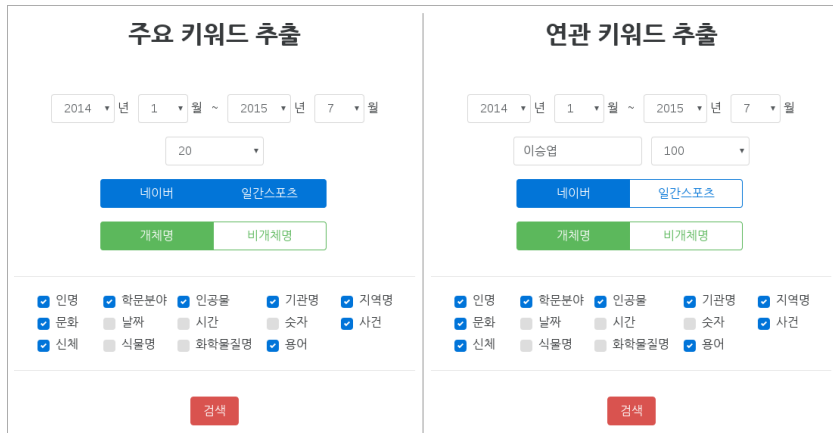 주요 키워드 추출
2014 년 1 월 ~ 2015 년 7 월
20
네이버 일간스포츠
개체명 비개체명
인명 학문분야 인공물 기관명 지역명
문화 날짜 시간 숫자 사건
신체 식물명 화학물질명 용어
검색
연관 키워드 추출
2014 년 1 월 ~ 2015 년 7 월
이승엽 100
네이버 일간스포츠
개체명 비개체명
인명 학문분야 인공물 기관명 지역명
문화 날짜 시간 숫자 사건
신체 식물명 화학물질명 용어
검색